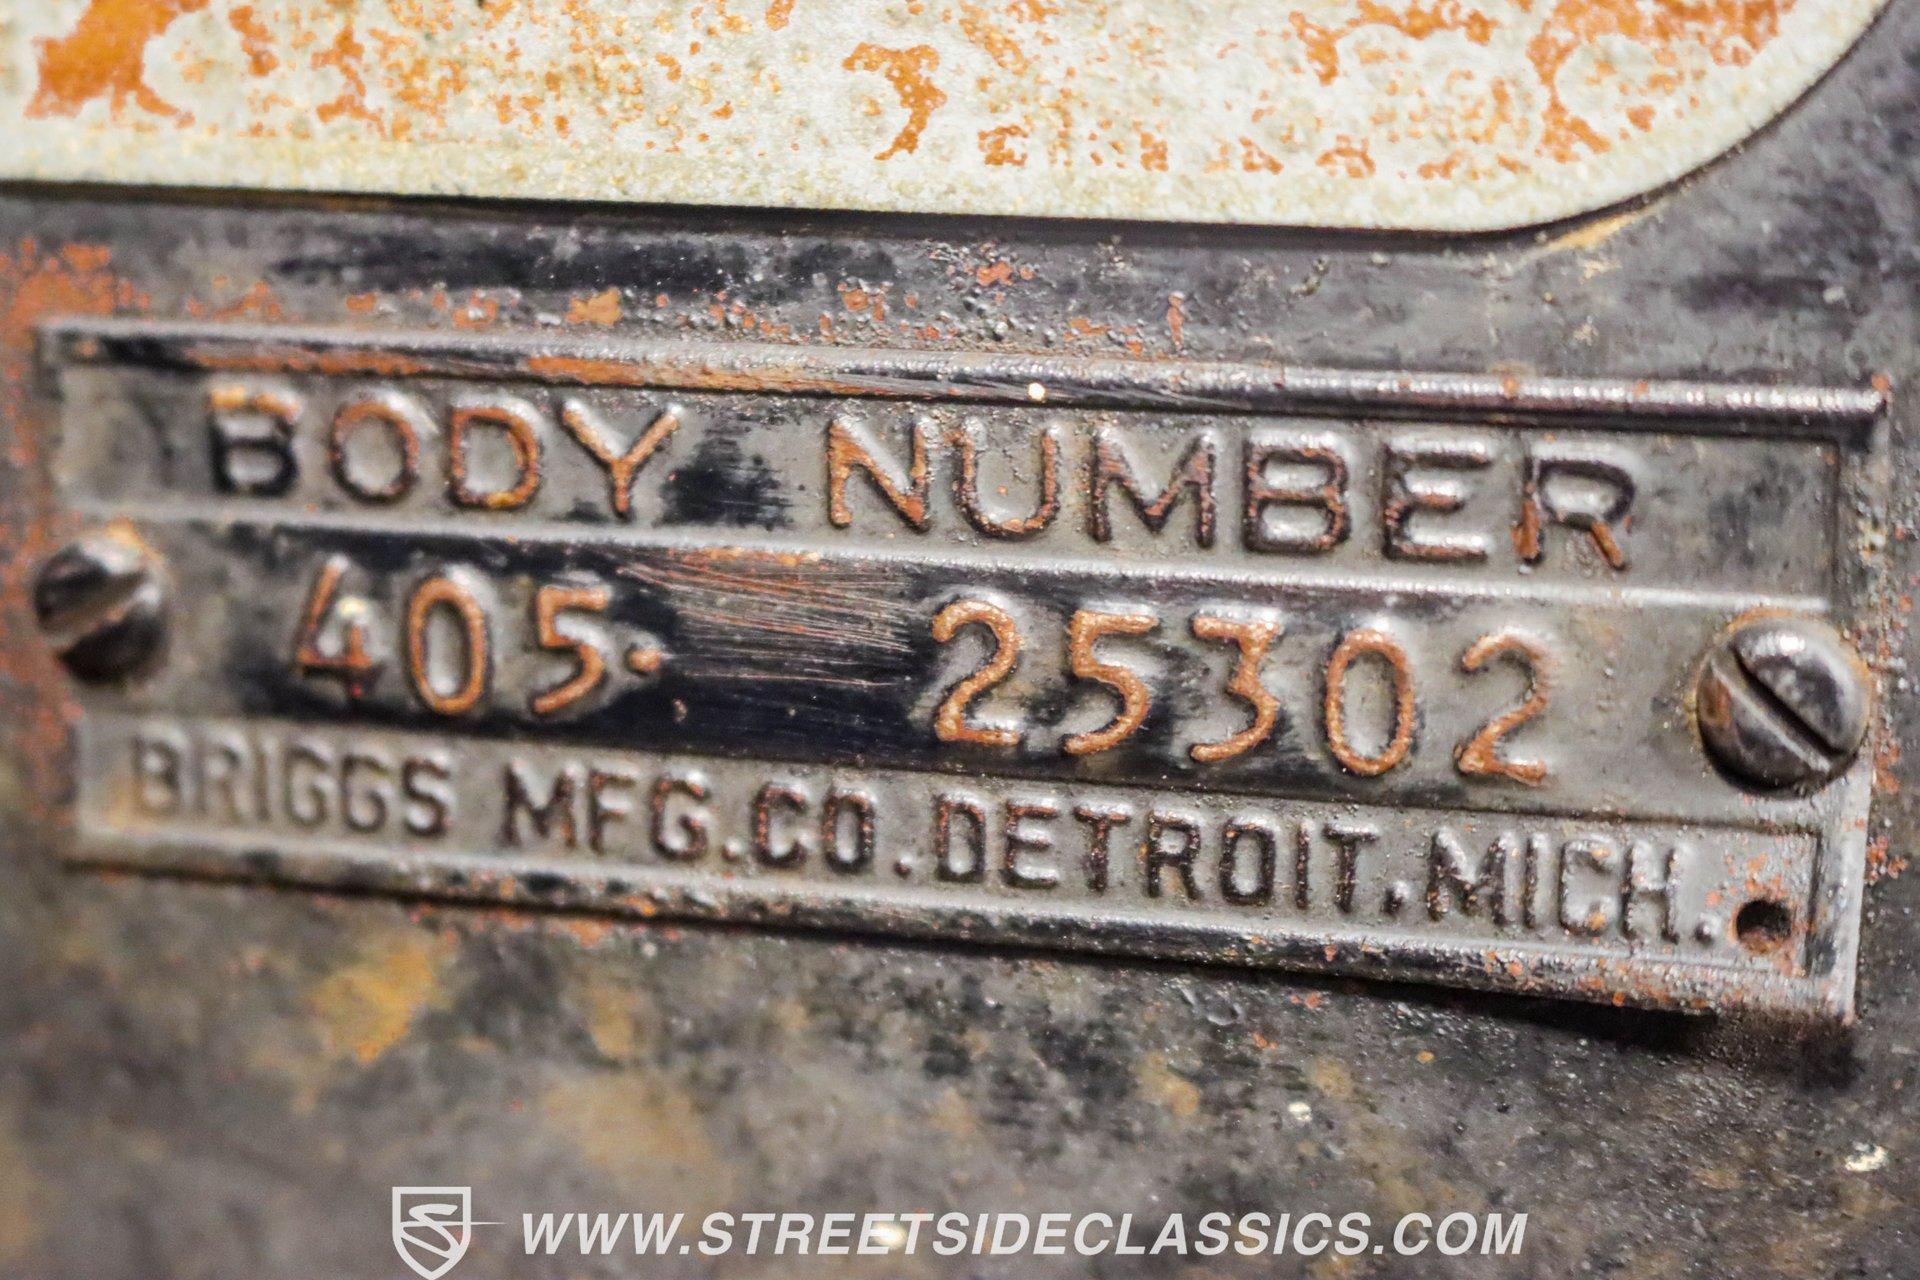 BODY NUMBER
405. 25302
BRIGGS MFG.CO.DETROIT,MICH.
WWW.STREETSIDECLASSICS.COM